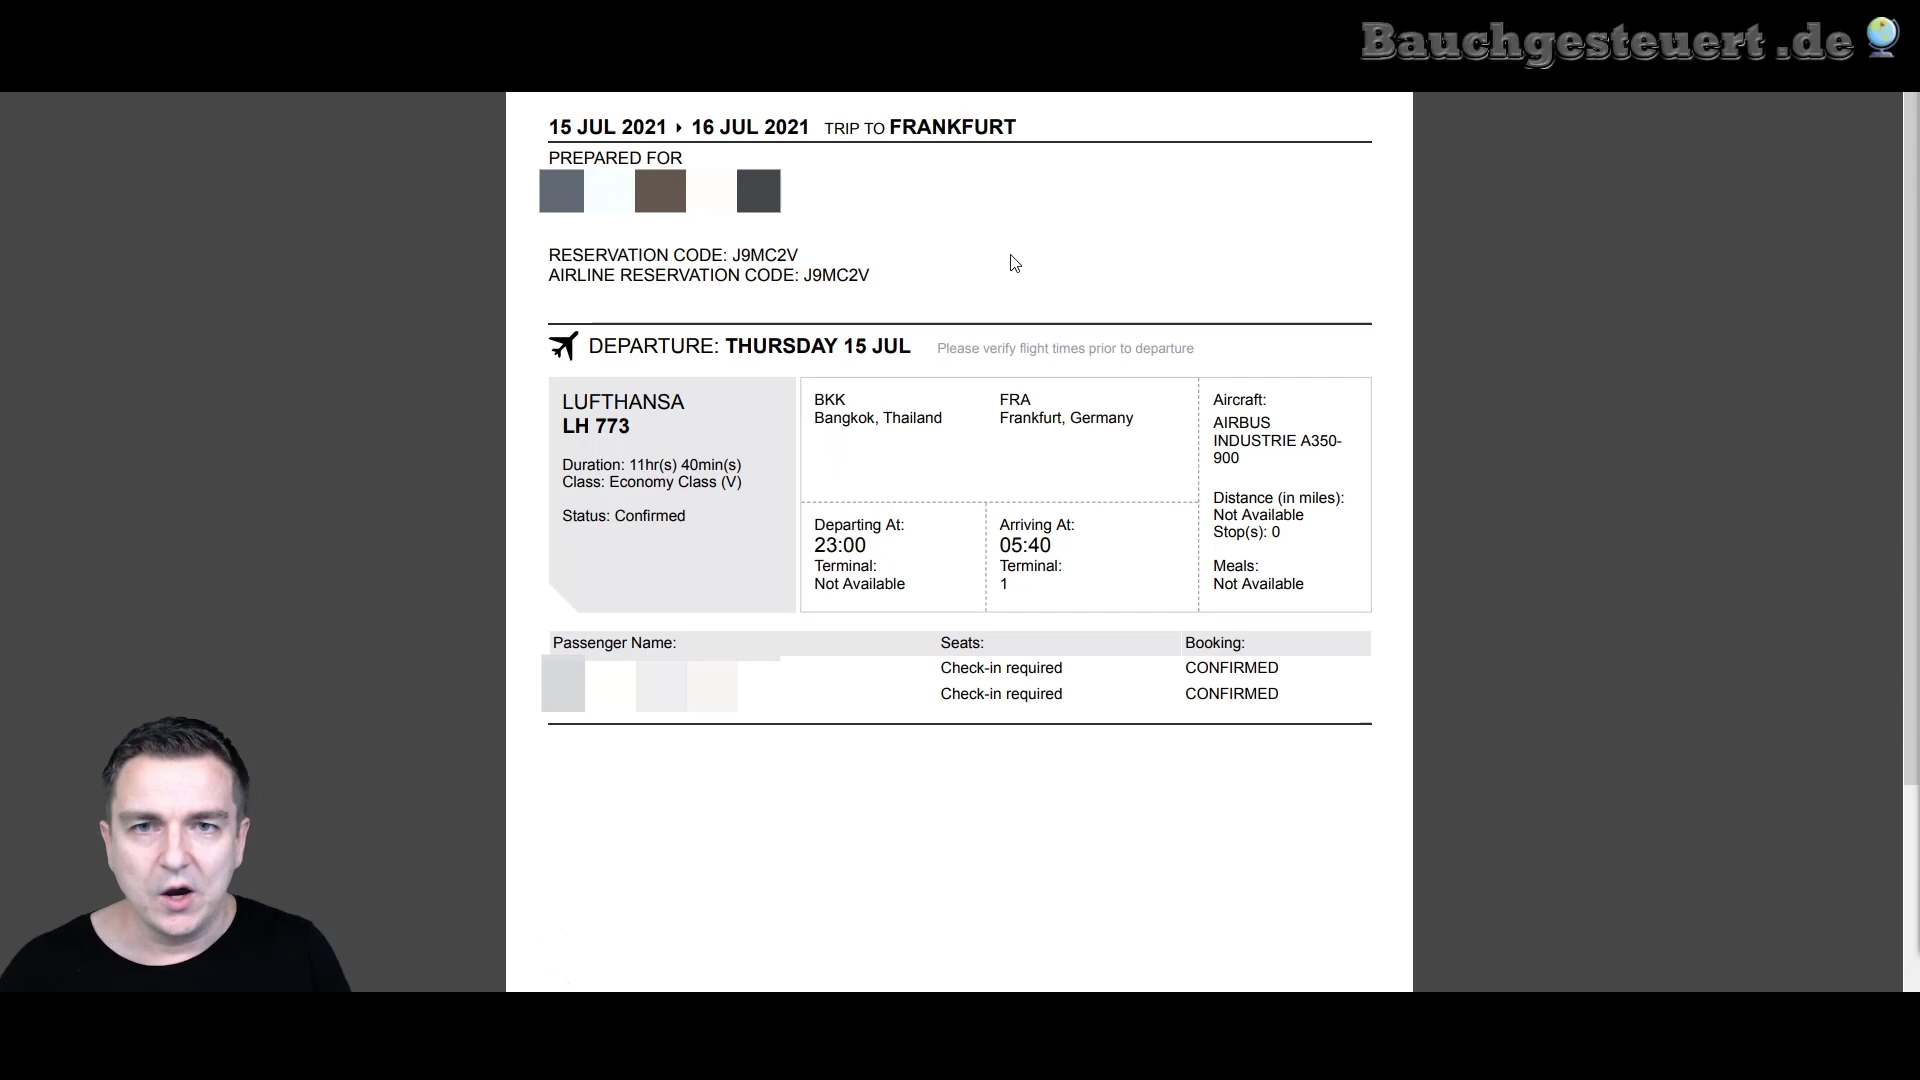 Bauchgesteuert .de
15 JUL 2021 ▸ 16 JUL 2021 TRIP TO FRANKFURT
PREPARED FOR
RESERVATION CODE: J9MC2V
AIRLINE RESERVATION CODE: J9MC2V
DEPARTURE: THURSDAY 15 JUL Please verify flight times prior to departure
LUFTHANSA
LH 773
Duration: 11hr(s) 40min(s)
Class: Economy Class (V)
Status: Confirmed
BKK
Bangkok, Thailand
FRA
Frankfurt, Germany
Departing At:
23:00
Terminal:
Not Available
Arriving At:
05:40
Terminal:
1
Aircraft:
AIRBUS
INDUSTRIE A350-
900
Distance (in miles):
Not Available
Stop(s): 0
Meals:
Not Available
Passenger Name: Seats: Booking:
Check-in required CONFIRMED
Check-in required CONFIRMED